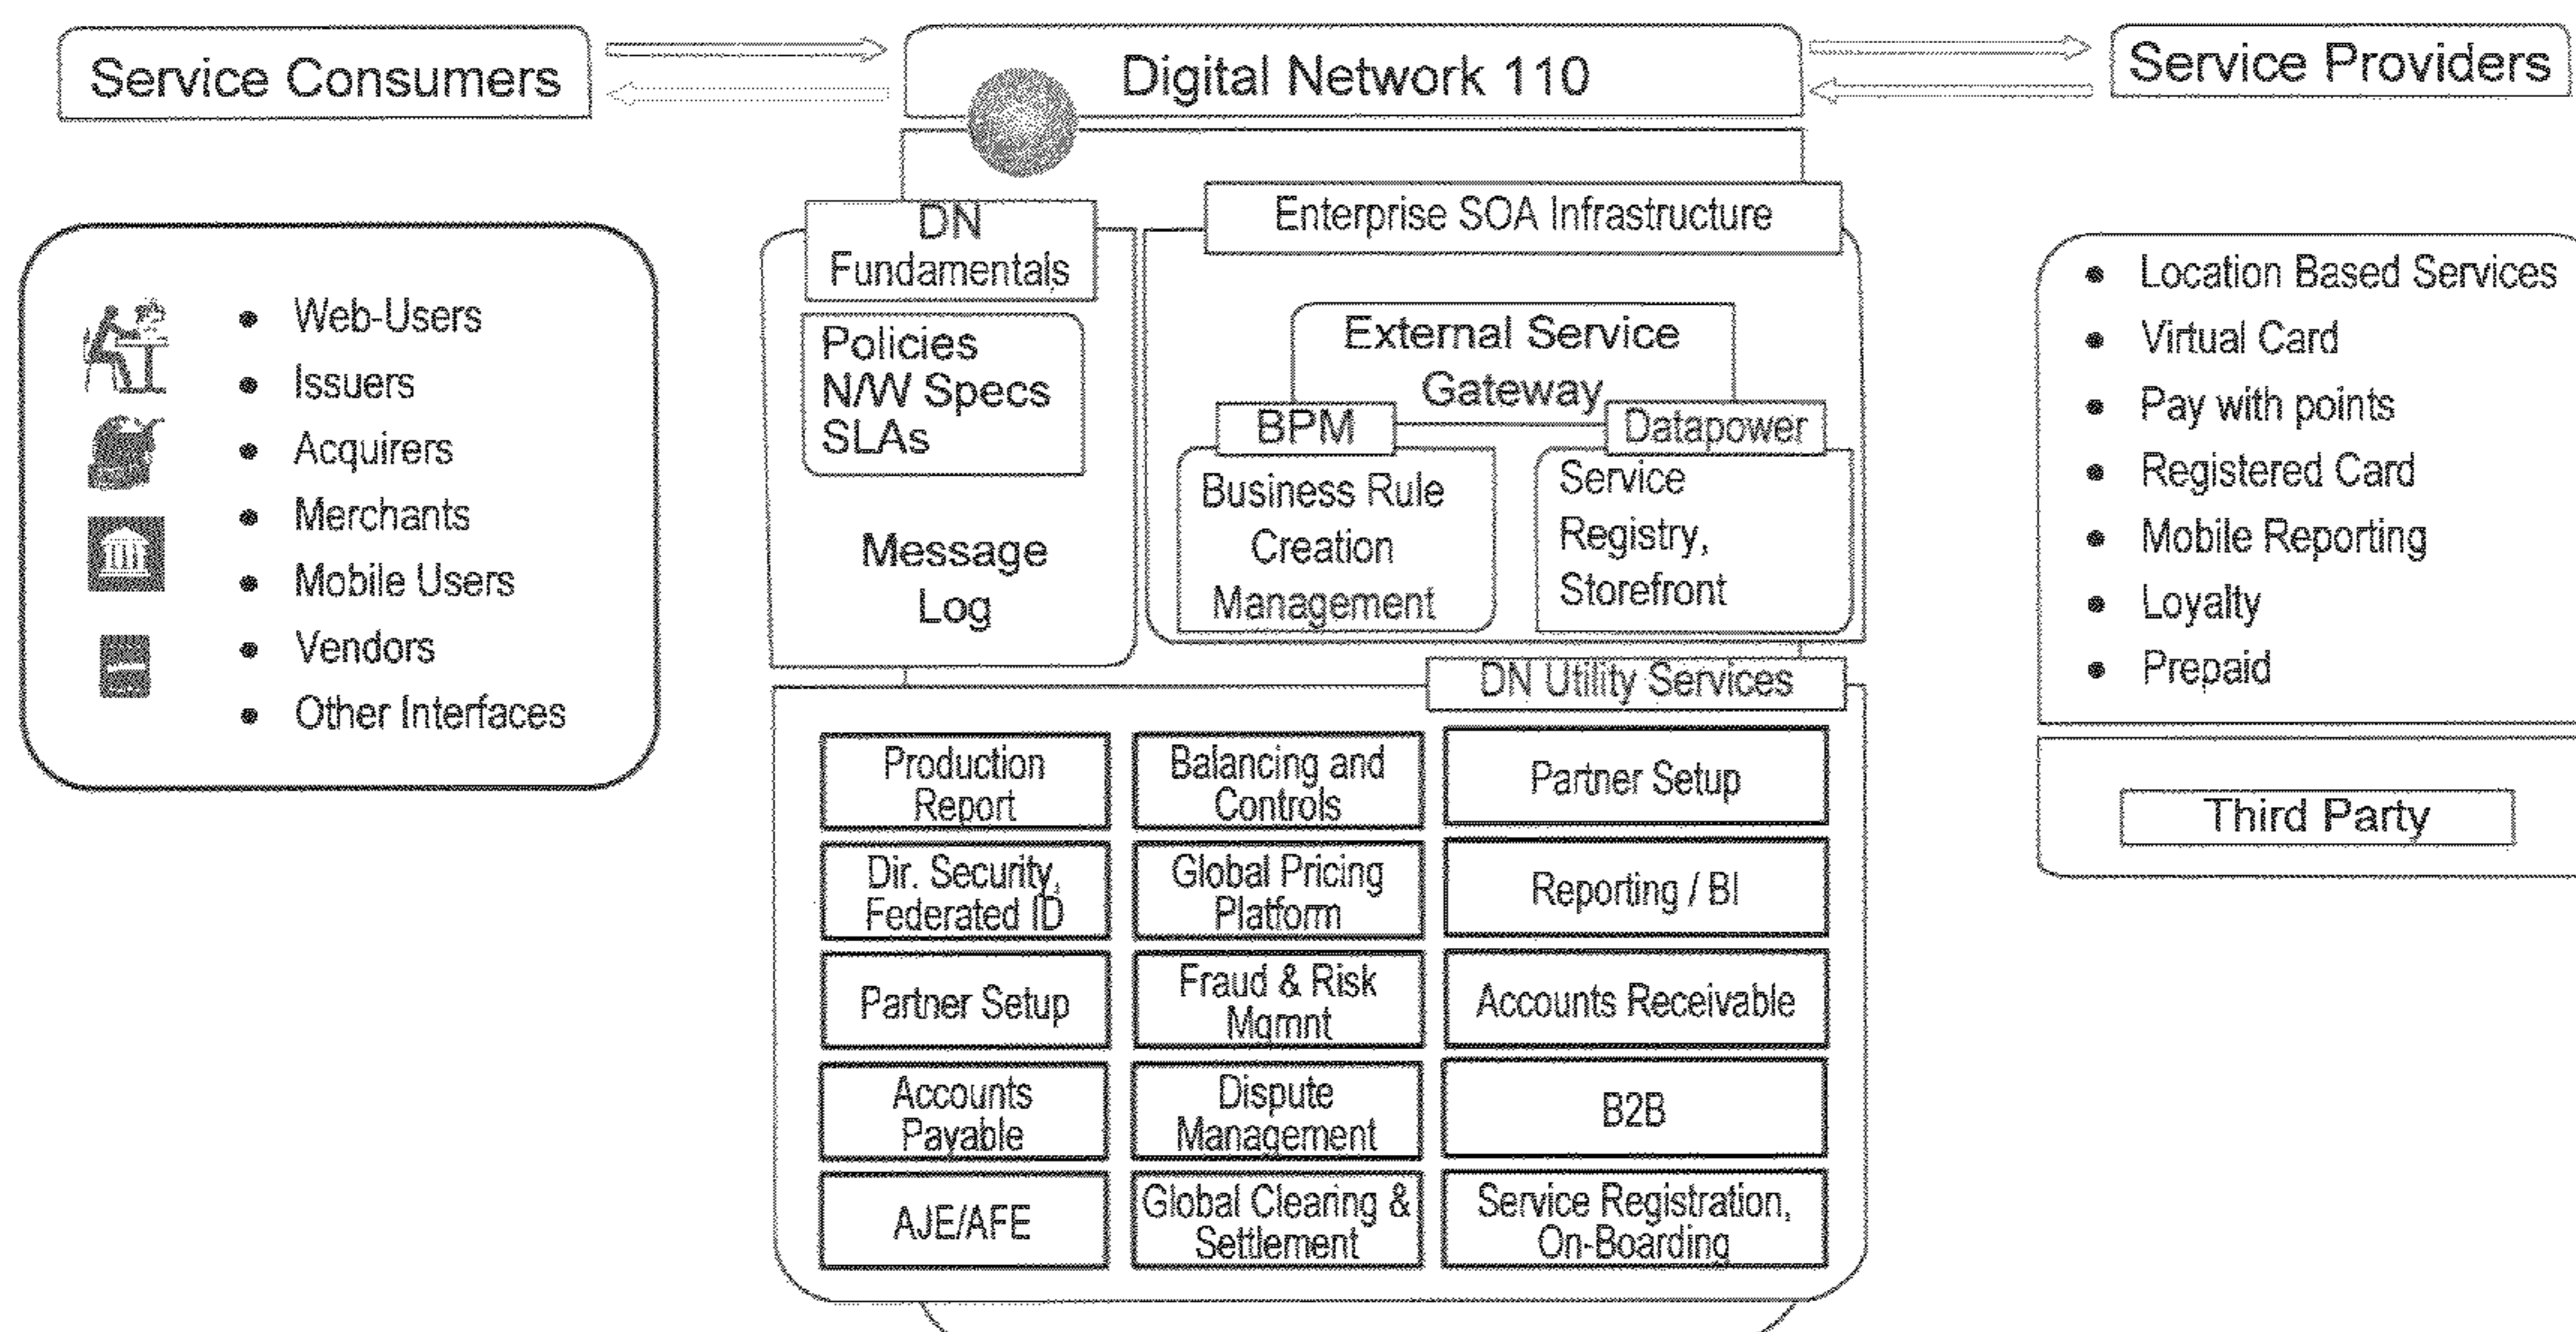 Service Consumers
Digital Network 110
Service Providers
Web-Users
Issuers
Acquirers
Merchants
Mobile Users
Vendors
Other Interfaces
DN
Fundamentals
Policies
N/W Specs
SLAs
Message
Log
Enterprise SOA Infrastructure
External Service
Gateway
BPM
Business Rule
Creation
Management
Datapower
Service
Registry,
Storefront
DN Utility Services
Production
Report
Balancing and
Controls
Partner Setup
Dir. Security,
Federated ID
Global Pricing
Platform
Reporting / BI
Partner Setup
Fraud & Risk
Mgmnt
Accounts Receivable
Accounts
Payable
Dispute
Management
B2B
AJE/AFE
Global Clearing &
Settlement
Service Registration,
On-Boarding
Location Based Services
Virtual Card
Pay with points
Registered Card
Mobile Reporting
Loyalty
Prepaid
Third Party